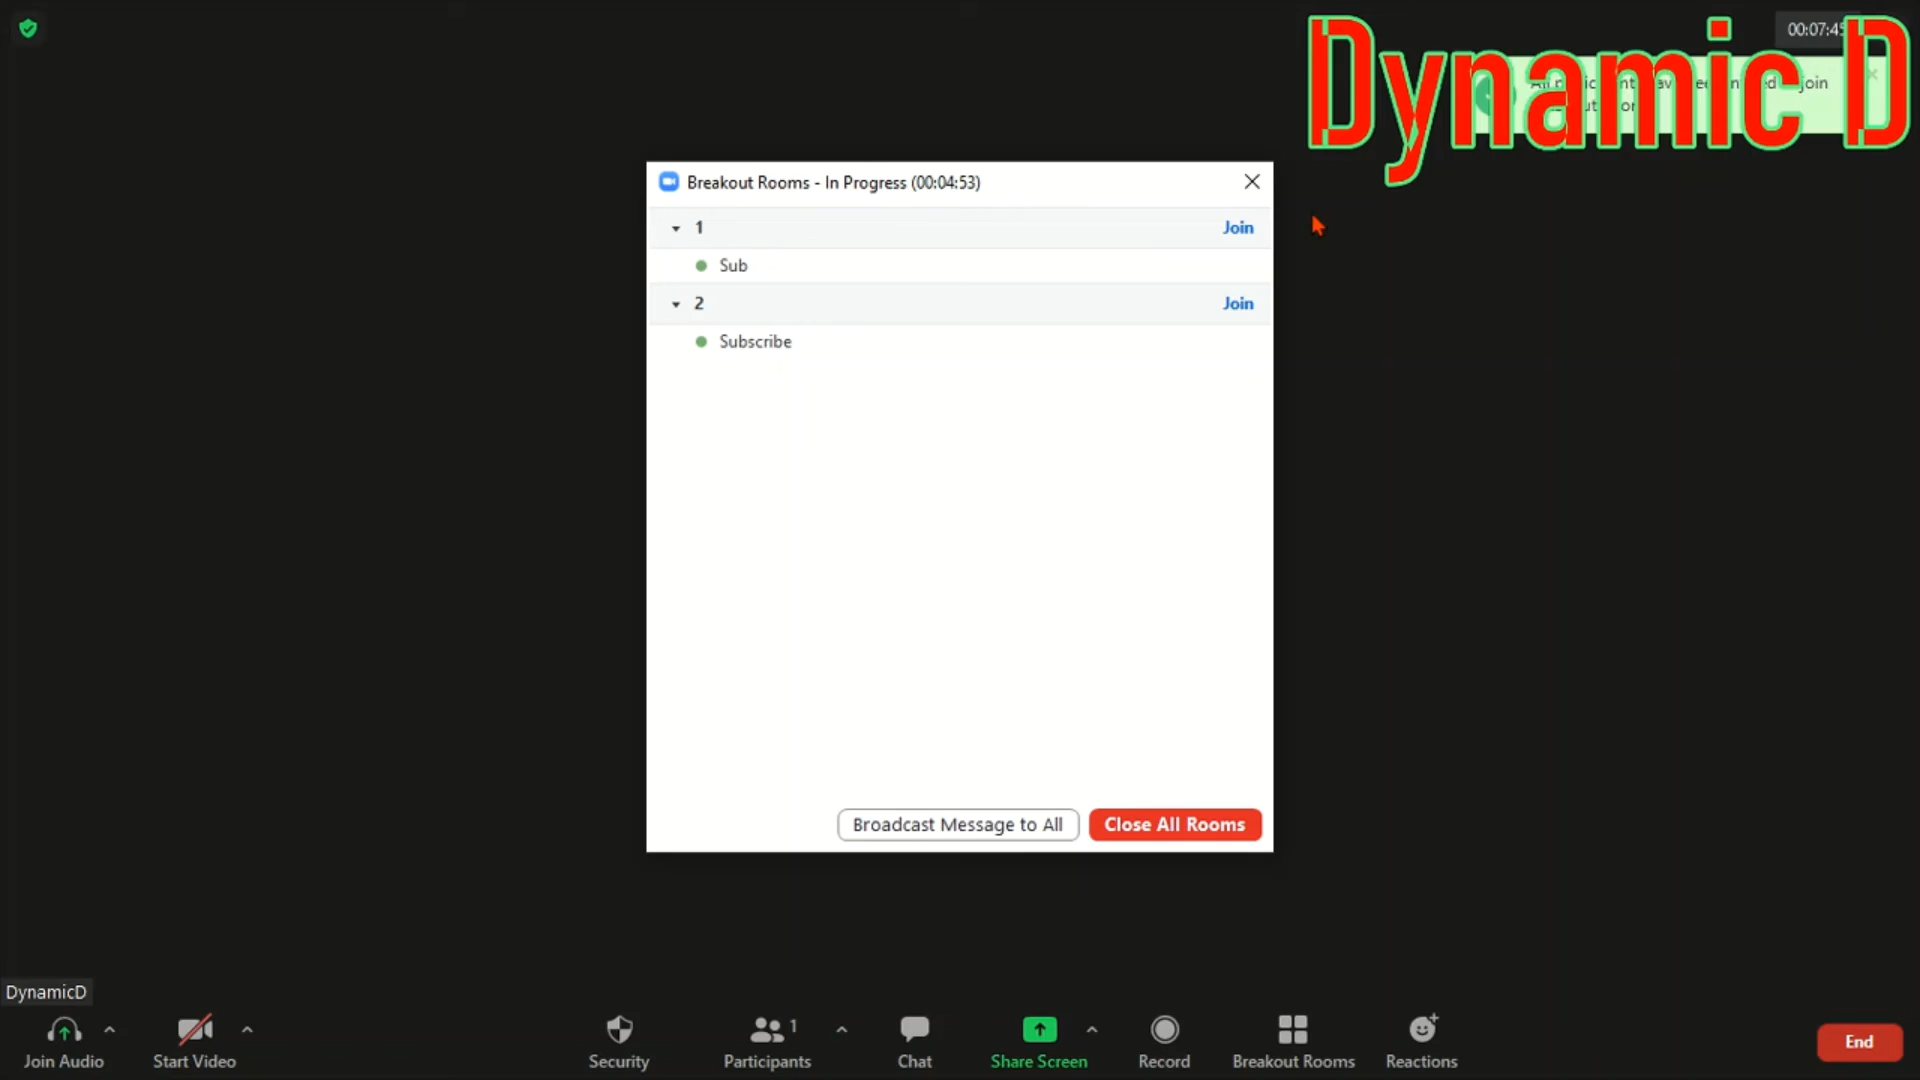 Dynamic D
00:07:45
join
Breakout Rooms - In Progress (00:04:53)
1 Join
Sub
2 Join
Subscribe
Broadcast Message to All Close All Rooms
DynamicD
1
Join Audio Start Video Security Participants Chat Share Screen Record Breakout Rooms Reactions End